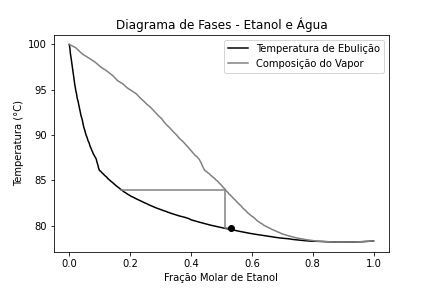 Diagrama de Fases - Etanol e Água
Temperatura de Ebulição
Composição do Vapor
Temperatura (°C)
100
95
90
85
80
0.0 0.2 0.4 0.6 0.8 1.0
Fração Molar de Etanol